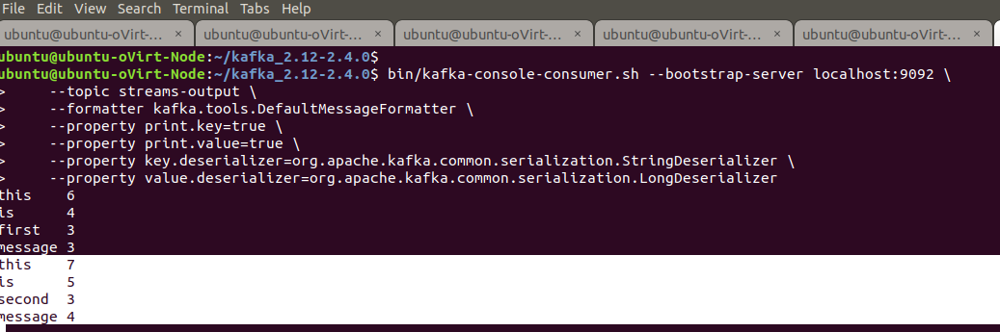 File Edit View Search Terminal Tabs Help
ubuntu@ubuntu-oVirt-... × ubuntu@ubuntu-oVirt-... × ubuntu@ubuntu-oVirt-... × ubuntu@ubuntu-oVirt-... × ubuntu@ubuntu-oVirt-... ×
ubuntu@ubuntu-oVirt-Node:~/kafka_2.12-2.4.0$
ubuntu@ubuntu-oVirt-Node:~/kafka_2.12-2.4.0$ bin/kafka-console-consumer.sh --bootstrap-server localhost:9092 \
> --topic streams-output \
> --formatter kafka.tools.DefaultMessageFormatter \
> --property print.key=true \
> --property print.value=true \
> --property key.deserializer=org.apache.kafka.common.serialization.StringDeserializer \
> --property value.deserializer=org.apache.kafka.common.serialization.LongDeserializer
this 6
is 4
first 3
message 3
this 7
is 5
second 3
message 4